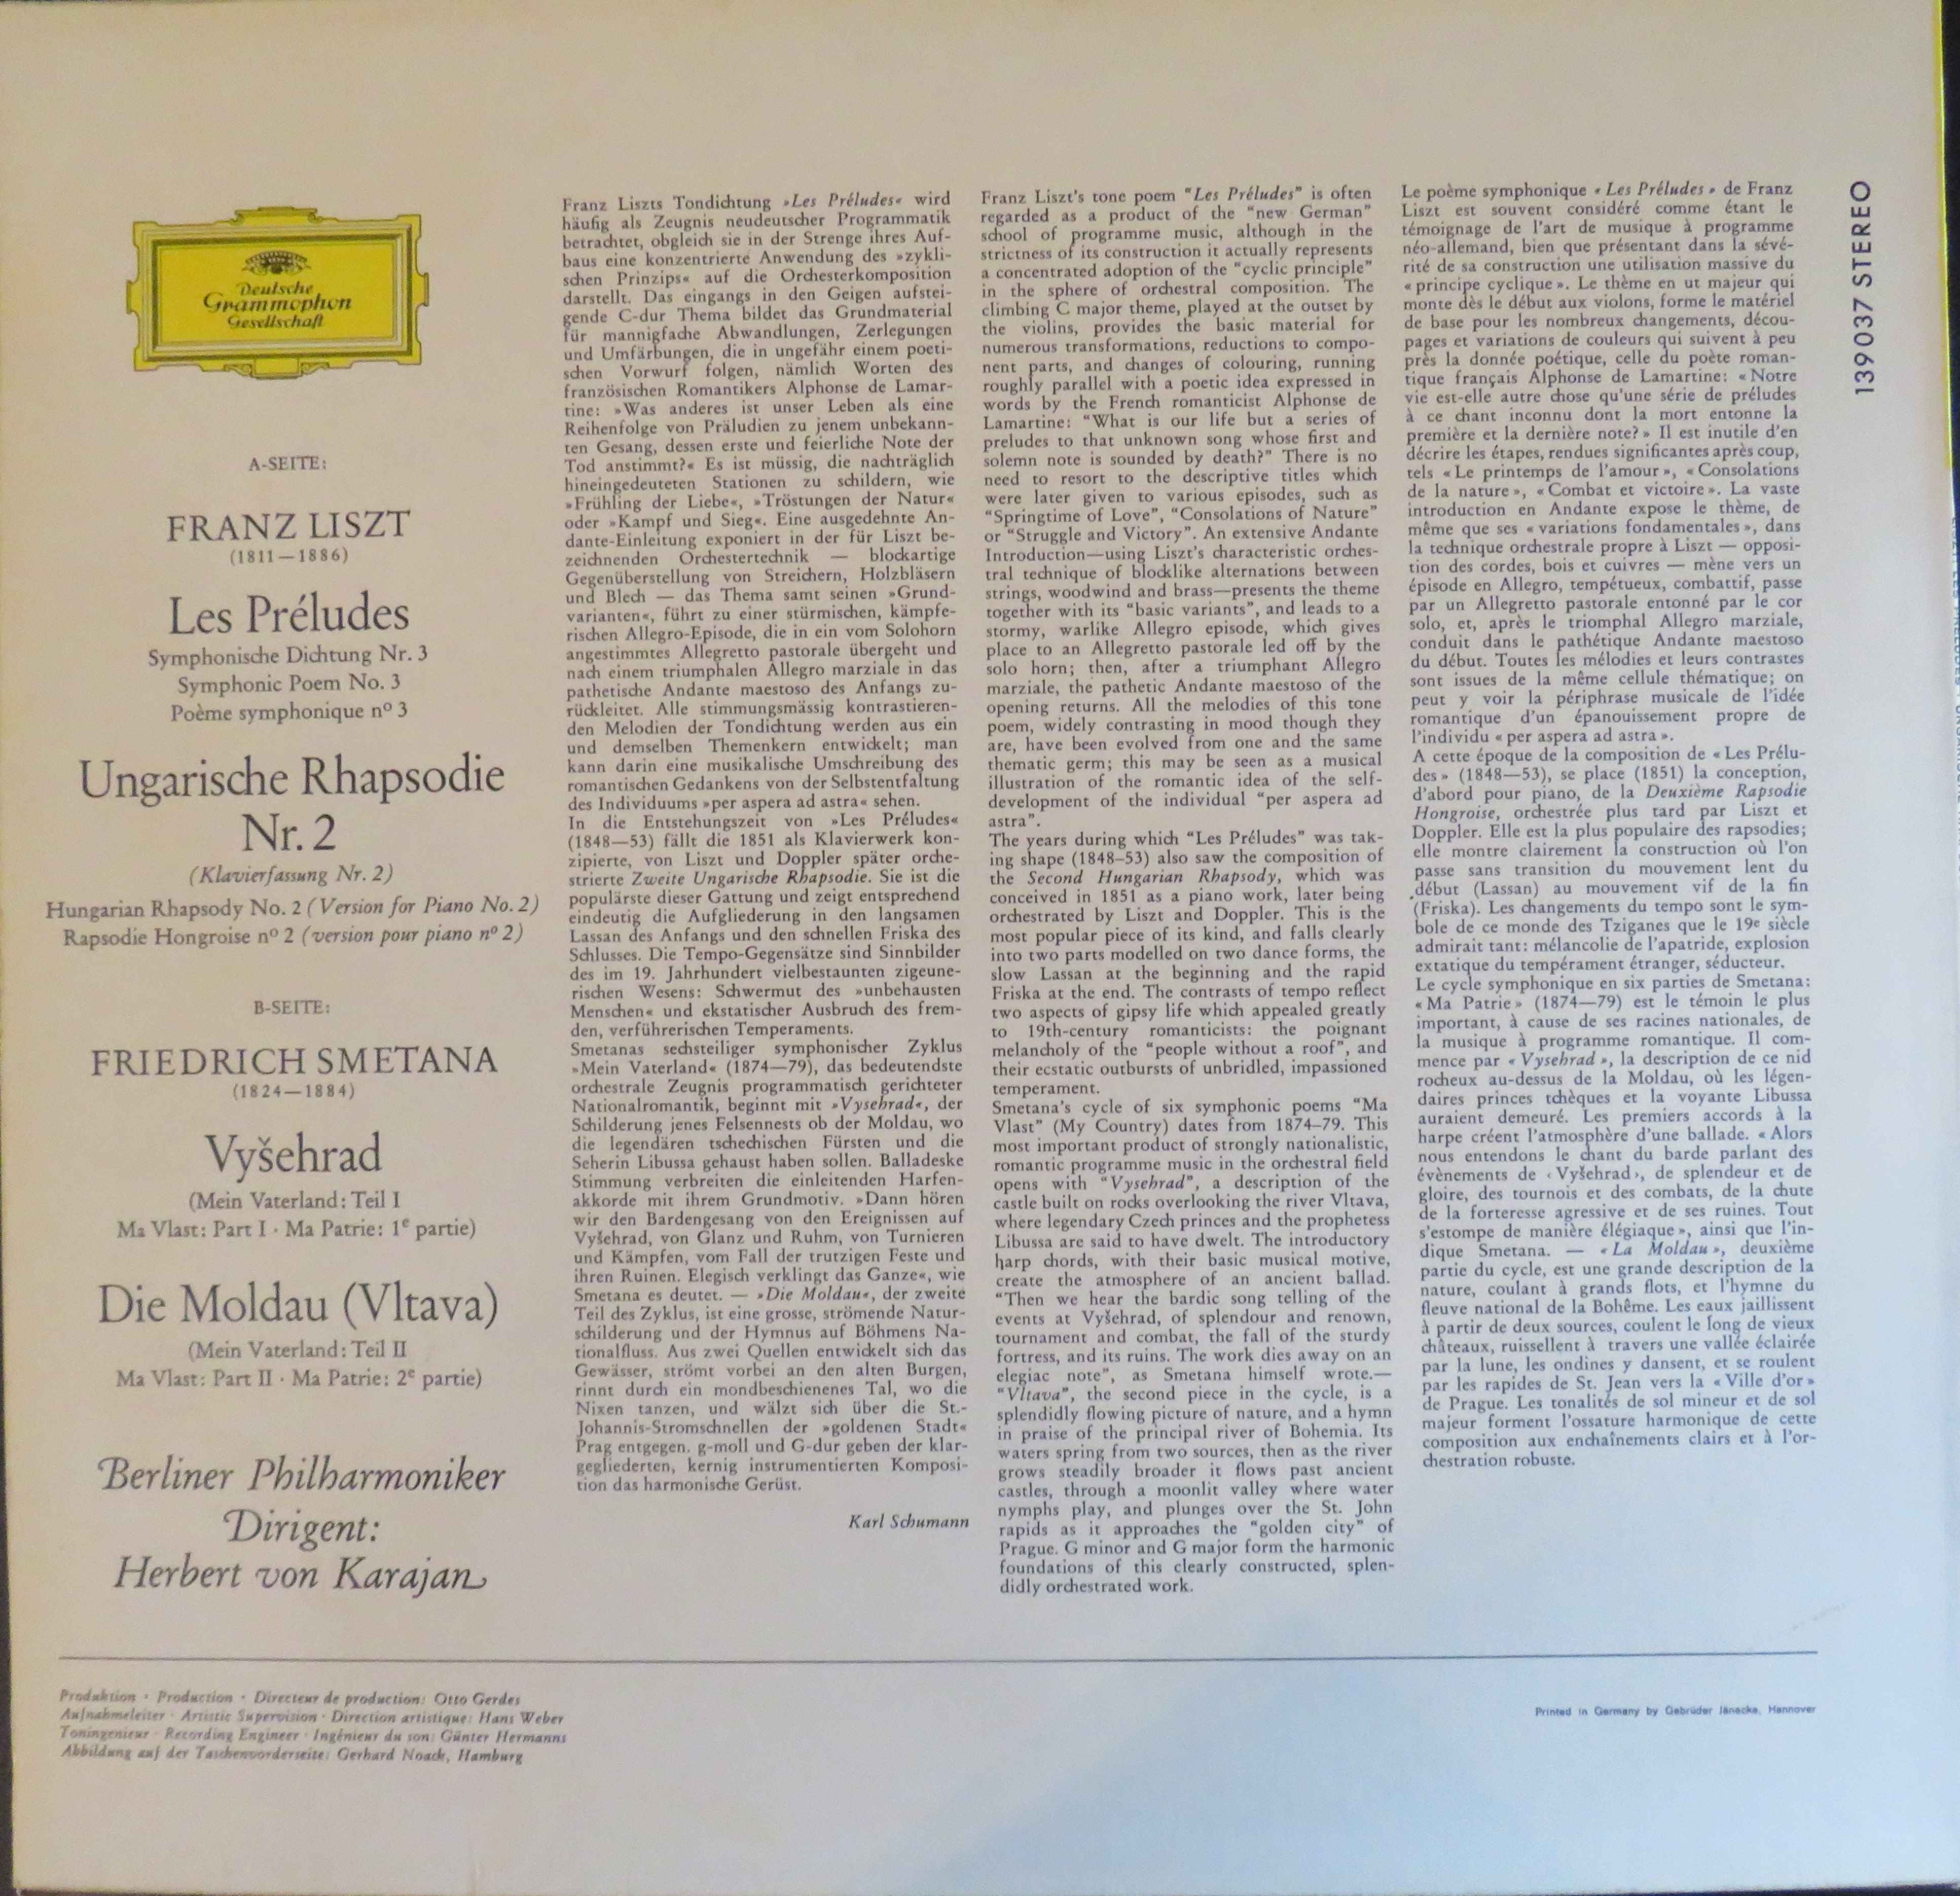 Deutsche
Grammophon
Gesellschaft
A-SEITE:
FRANZ LISZT
(1811—1886)
Les Préludes
Symphonische Dichtung Nr. 3
Symphonic Poem No. 3
Poème symphonique nº 3
Ungarische Rhapsodie
Nr. 2
(Klavierfassung Nr. 2)
Hungarian Rhapsody No. 2 (Version for Piano No. 2)
Rapsodie Hongroise nº 2 (version pour piano nº 2)
B-SEITE:
FRIEDRICH SMETANA
(1824—1884)
Vyšehrad
(Mein Vaterland: Teil I
Ma Vlast: Part I · Ma Patrie: 1e partie)
Die Moldau (Vltava)
(Mein Vaterland: Teil II
Ma Vlast: Part II · Ma Patrie: 2e partie)
Berliner Philharmoniker
Dirigent:
Herbert von Karajan
Franz Liszts Tondichtung »Les Préludes« wird
häufig als Zeugnis neudeutscher Programmatik
betrachtet, obgleich sie in der Strenge ihres Auf-
baus eine konzentrierte Anwendung des »zykli-
schen Prinzips« auf die Orchesterkomposition
darstellt. Das eingangs in den Geigen aufstei-
gende C-dur Thema bildet das Grundmaterial
für mannigfache Abwandlungen, Zerlegungen
und Umfärbungen, die in ungefähr einem poeti-
schen Vorwurf folgen, nämlich Worten des
französischen Romantikers Alphonse de Lamar-
tine: »Was anderes ist unser Leben als eine
Reihenfolge von Präludien zu jenem unbekann-
ten Gesang, dessen erste und feierliche Note der
Tod anstimmt?« Es ist müssig, die nachträglich
hineingedeuteten Stationen zu schildern, wie
»Frühling der Liebe«, »Tröstungen der Natur«
oder »Kampf und Sieg«. Eine ausgedehnte An-
dante-Einleitung exponiert in der für Liszt be-
zeichnenden Orchestertechnik — blockartige
Gegenüberstellung von Streichern, Holzbläsern
und Blech — das Thema samt seinen »Grund-
varianten«, führt zu einer stürmischen, kämpfe-
rischen Allegro-Episode, die in ein vom Solohorn
angestimmtes Allegretto pastorale übergeht und
nach einem triumphalen Allegro marziale in das
pathetische Andante maestoso des Anfangs zu-
rückleitet. Alle stimmungsmässig kontrastieren-
den Melodien der Tondichtung werden aus ein
und demselben Themenkern entwickelt; man
kann darin eine musikalische Umschreibung des
romantischen Gedankens von der Selbstentfaltung
des Individuums »per aspera ad astra« sehen.
In die Entstehungszeit von »Les Préludes«
(1848—53) fällt die 1851 als Klavierwerk kon-
zipierte, von Liszt und Doppler später orche-
strierte Zweite Ungarische Rhapsodie. Sie ist die
populärste dieser Gattung und zeigt entsprechend
eindeutig die Aufgliederung in den langsamen
Lassan des Anfangs und den schnellen Friska des
Schlusses. Die Tempo-Gegensätze sind Sinnbilder
des im 19. Jahrhundert vielbestaunten zigeune-
rischen Wesens: Schwermut des »unbehausten
Menschen« und ekstatischer Ausbruch des frem-
den, verführerischen Temperaments.
Smetanas sechsteiliger symphonischer Zyklus
»Mein Vaterland« (1874—79), das bedeutendste
orchestrale Zeugnis programmatisch gerichteter
Nationalromantik, beginnt mit »Vysehrad«, der
Schilderung jenes Felsennests ob der Moldau, wo
die legendären tschechischen Fürsten und die
Seherin Libussa gehaust haben sollen. Balladeske
Stimmung verbreiten die einleitenden Harfen-
akkorde mit ihrem Grundmotiv. »Dann hören
wir den Bardengesang von den Ereignissen auf
Vyšehrad, von Glanz und Ruhm, von Turnieren
und Kämpfen, vom Fall der trutzigen Feste und
ihren Ruinen. Elegisch verklingt das Ganze«, wie
Smetana es deutet. — »Die Moldau«, der zweite
Teil des Zyklus, ist eine grosse, strömende Natur-
schilderung und der Hymnus auf Böhmens Na-
tionalfluss. Aus zwei Quellen entwickelt sich das
Gewässer, strömt vorbei an den alten Burgen,
rinnt durch ein mondbeschienenes Tal, wo die
Nixen tanzen, und wälzt sich über die St.-
Johannis-Stromschnellen der »goldenen Stadt«
Prag entgegen. g-moll und G-dur geben der klar-
gegliederten, kernig instrumentierten Komposi-
tion das harmonische Gerüst.
Karl Schumann
Franz Liszt's tone poem “Les Préludes” is often
regarded as a product of the “new German”
school of programme music, although in the
strictness of its construction it actually represents
a concentrated adoption of the “cyclic principle”
in the sphere of orchestral composition. The
climbing C major theme, played at the outset by
the violins, provides the basic material for
numerous transformations, reductions to compo-
nent parts, and changes of colouring, running
roughly parallel with a poetic idea expressed in
words by the French romanticist Alphonse de
Lamartine: “What is our life but a series of
preludes to that unknown song whose first and
solemn note is sounded by death?” There is no
need to resort to the descriptive titles which
were later given to various episodes, such as
“Springtime of Love”, “Consolations of Nature”
or “Struggle and Victory”. An extensive Andante
Introduction—using Liszt's characteristic orches-
tral technique of blocklike alternations between
strings, woodwind and brass—presents the theme
together with its “basic variants”, and leads to a
stormy, warlike Allegro episode, which gives
place to an Allegretto pastorale led off by the
solo horn; then, after a triumphant Allegro
marziale, the pathetic Andante maestoso of the
opening returns. All the melodies of this tone
poem, widely contrasting in mood though they
are, have been evolved from one and the same
thematic germ; this may be seen as a musical
illustration of the romantic idea of the self-
development of the individual “per aspera ad
astra”.
The years during which “Les Préludes” was tak-
ing shape (1848–53) also saw the composition of
the Second Hungarian Rhapsody, which was
conceived in 1851 as a piano work, later being
orchestrated by Liszt and Doppler. This is the
most popular piece of its kind, and falls clearly
into two parts modelled on two dance forms, the
slow Lassan at the beginning and the rapid
Friska at the end. The contrasts of tempo reflect
two aspects of gipsy life which appealed greatly
to 19th-century romanticists: the poignant
melancholy of the “people without a roof”, and
their ecstatic outbursts of unbridled, impassioned
temperament.
Smetana's cycle of six symphonic poems “Ma
Vlast” (My Country) dates from 1874–79. This
most important product of strongly nationalistic,
romantic programme music in the orchestral field
opens with “Vysehrad”, a description of the
castle built on rocks overlooking the river Vltava,
where legendary Czech princes and the prophetess
Libussa are said to have dwelt. The introductory
harp chords, with their basic musical motive,
create the atmosphere of an ancient ballad.
“Then we hear the bardic song telling of the
events at Vyšehrad, of splendour and renown,
tournament and combat, the fall of the sturdy
fortress, and its ruins. The work dies away on an
elegiac note”, as Smetana himself wrote.—
“Vltava”, the second piece in the cycle, is a
splendidly flowing picture of nature, and a hymn
in praise of the principal river of Bohemia. Its
waters spring from two sources, then as the river
grows steadily broader it flows past ancient
castles, through a moonlit valley where water
nymphs play, and plunges over the St. John
rapids as it approaches the “golden city” of
Prague. G minor and G major form the harmonic
foundations of this clearly constructed, splen-
didly orchestrated work.
Le poème symphonique « Les Préludes » de Franz
Liszt est souvent considéré comme étant le
témoignage de l'art de musique à programme
néo-allemand, bien que présentant dans la sévé-
rité de sa construction une utilisation massive du
« principe cyclique ». Le thème en ut majeur qui
monte dès le début aux violons, forme le matériel
de base pour les nombreux changements, décou-
pages et variations de couleurs qui suivent à peu
près la donnée poétique, celle du poète roman-
tique français Alphonse de Lamartine: « Notre
vie est-elle autre chose qu'une série de préludes
à ce chant inconnu dont la mort entonne la
première et la dernière note? » Il est inutile d'en
décrire les étapes, rendues significantes après coup,
tels « Le printemps de l'amour », « Consolations
de la nature », « Combat et victoire ». La vaste
introduction en Andante expose le thème, de
même que ses « variations fondamentales », dans
la technique orchestrale propre à Liszt — opposi-
tion des cordes, bois et cuivres — mène vers un
épisode en Allegro, tempétueux, combattif, passe
par un Allegretto pastorale entonné par le cor
solo, et, après le triomphal Allegro marziale,
conduit dans le pathétique Andante maestoso
du début. Toutes les mélodies et leurs contrastes
sont issues de la même cellule thématique; on
peut y voir la périphrase musicale de l'idée
romantique d'un épanouissement propre de
l'individu « per aspera ad astra ».
A cette époque de la composition de « Les Prélu-
des » (1848—53), se place (1851) la conception,
d'abord pour piano, de la Deuxième Rapsodie
Hongroise, orchestrée plus tard par Liszt et
Doppler. Elle est la plus populaire des rapsodies;
elle montre clairement la construction où l'on
passe sans transition du mouvement lent du
début (Lassan) au mouvement vif de la fin
(Friska). Les changements du tempo sont le sym-
bole de ce monde des Tziganes que le 19e siècle
admirait tant: mélancolie de l'apatride, explosion
extatique du tempérament étranger, séducteur.
Le cycle symphonique en six parties de Smetana:
« Ma Patrie » (1874—79) est le témoin le plus
important, à cause de ses racines nationales, de
la musique à programme romantique. Il com-
mence par « Vysehrad », la description de ce nid
rocheux au-dessus de la Moldau, où les légen-
daires princes tchèques et la voyante Libussa
auraient demeuré. Les premiers accords à la
harpe créent l'atmosphère d'une ballade. « Alors
nous entendons le chant du barde parlant des
évènements de ‹ Vyšehrad ›, de splendeur et de
gloire, des tournois et des combats, de la chute
de la forteresse agressive et de ses ruines. Tout
s'estompe de manière élégiaque », ainsi que l'in-
dique Smetana. — « La Moldau », deuxième
partie du cycle, est une grande description de la
nature, coulant à grands flots, et l'hymne du
fleuve national de la Bohême. Les eaux jaillissent
à partir de deux sources, coulent le long de vieux
châteaux, ruissellent à travers une vallée éclairée
par la lune, les ondines y dansent, et se roulent
par les rapides de St. Jean vers la « Ville d'or »
de Prague. Les tonalités de sol mineur et de sol
majeur forment l'ossature harmonique de cette
composition aux enchaînements clairs et à l'or-
chestration robuste.
139037 STEREO
Produktion · Production · Directeur de production: Otto Gerdes
Aufnahmeleiter · Artistic Supervision · Direction artistique: Hans Weber
Toningenieur · Recording Engineer · Ingénieur du son: Günter Hermanns
Abbildung auf der Taschenvorderseite: Gerhard Noack, Hamburg
Printed in Germany by Gebrüder Jänecke, Hannover